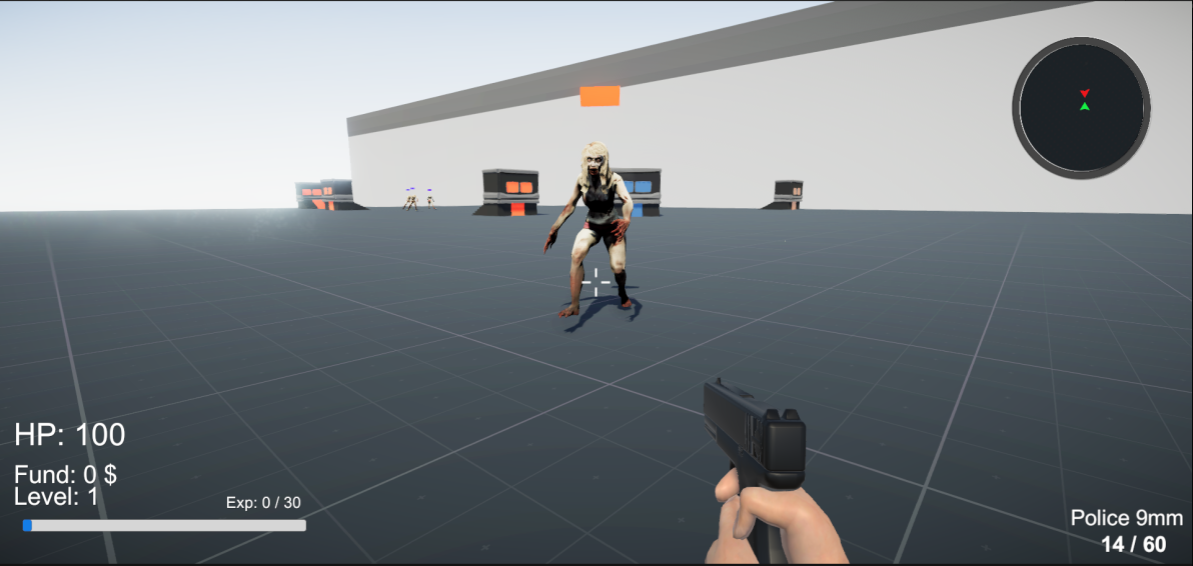 HP: 100
Fund: 0 $
Level: 1
Exp: 0 / 30
Police 9mm
14 / 60